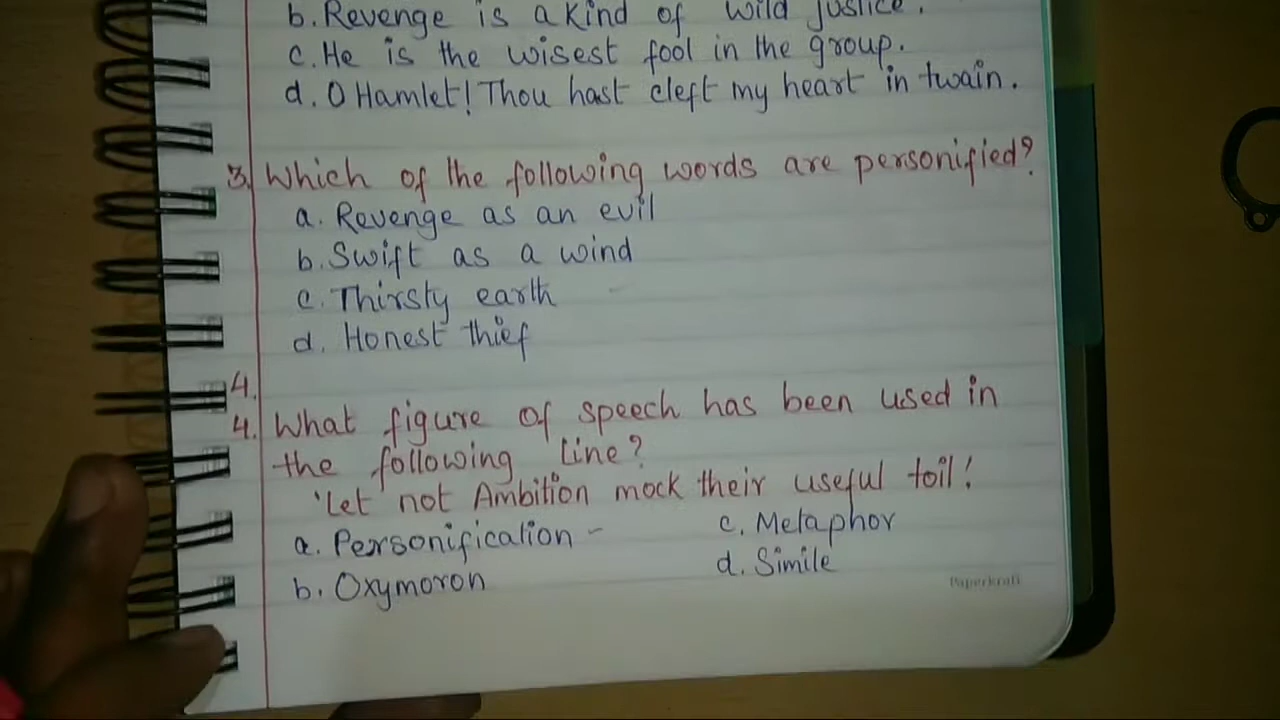 b. Revenge is a kind of wild justice.
c. He is the wisest fool in the group.
d. O Hamlet! Thou hast cleft my heart in twain.
3. Which of the following words are personified?
a. Revenge as an evil
b. Swift as a wind
c. Thirsty earth
d. Honest thief
4.
4. What figure of speech has been used in
the following line?
'Let not Ambition mock their useful toil!
a. Personification -
c. Metaphor
b. Oxymoron
d. Simile
Paperkraft